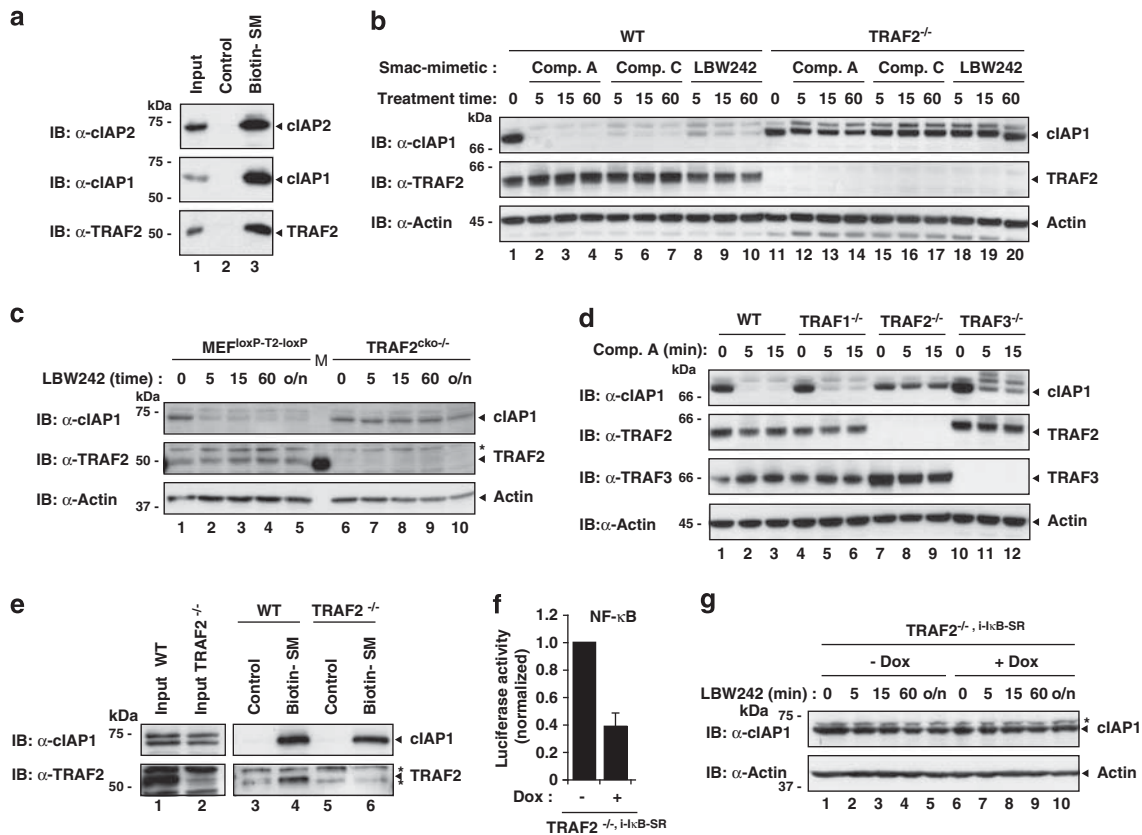 a
Input
Control
Biotin- SM
kDa
IB: α-cIAP2
75 -
cIAP2
IB: α-cIAP1
75 -
50 -
cIAP1
IB: α-TRAF2
50 -
TRAF2
1 2 3
b
WT TRAF2-/-
Smac-mimetic : Comp. A Comp. C LBW242 Comp. A Comp. C LBW242
Treatment time: 0 5 15 60 5 15 60 5 15 60 0 5 15 60 5 15 60 5 15 60
kDa
IB: α-cIAP1
66 -
cIAP1
66 -
IB: α-TRAF2
TRAF2
IB: α-Actin 45 - Actin
1 2 3 4 5 6 7 8 9 10 11 12 13 14 15 16 17 18 19 20
c
MEFloxP-T2-loxP M TRAF2cko-/-
LBW242 (time) : 0 5 15 60 o/n 0 5 15 60 o/n
kDa
IB: α-cIAP1 75 - cIAP1
*
IB: α-TRAF2 50 - TRAF2
IB: α-Actin
37 -
Actin
1 2 3 4 5 6 7 8 9 10
d
WT TRAF1-/- TRAF2-/- TRAF3-/-
Comp. A (min): 0 5 15 0 5 15 0 5 15 0 5 15
kDa
IB: α-cIAP1 66 - cIAP1
IB: α-TRAF2 TRAF2
IB: α-TRAF3 66 - TRAF3
IB:α-Actin 45 - Actin
1 2 3 4 5 6 7 8 9 10 11 12
e
Input WT
Input TRAF2 -/-
WT TRAF2 -/-
Control
Biotin- SM
Control
Biotin- SM
kDa
IB: α-cIAP1 75 - cIAP1
IB: α-TRAF2
50 -
*
TRAF2
*
1 2 3 4 5 6
f
NF-κB
Luciferase activity
(normalized)
1.2
1.0
0.8
0.6
0.4
0.2
0
Dox : - +
TRAF2 -/-, i-IκB-SR
g
TRAF2-/-, i-IκB-SR
- Dox + Dox
LBW242 (min) : 0 5 15 60 o/n 0 5 15 60 o/n
kDa
75 -
*
IB: α-cIAP1 cIAP1
IB: α-Actin
37 -
Actin
1 2 3 4 5 6 7 8 9 10